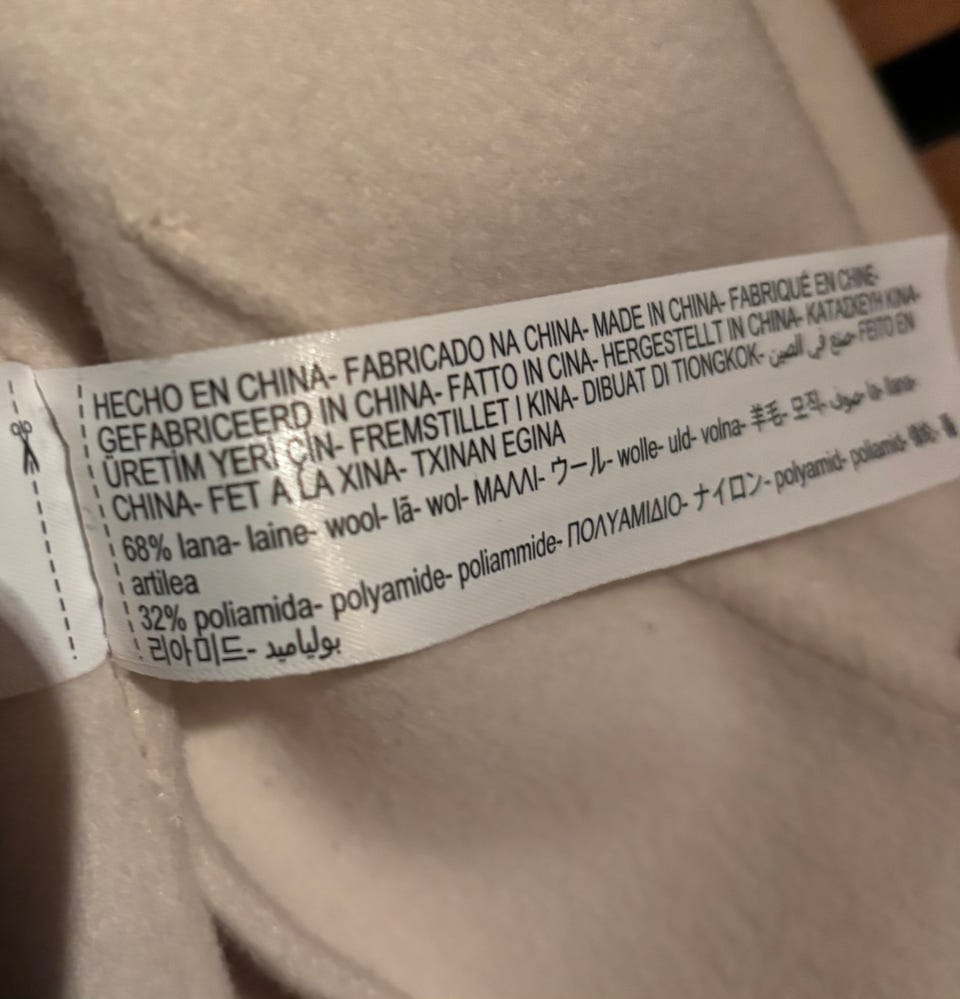 HECHO EN CHINA- FABRICADO NA CHINA- MADE IN CHINA- FABRIQUÉ EN CHINE-
GEFABRICEERD IN CHINA- FATTO IN CINA- HERGESTELLT IN CHINA- ΚΑΤΑΣΚΕΥΗ ΚΙΝΑ-
ÜRETİM YERİ ÇİN- FREMSTILLET I KINA- DIBUAT DI TIONGKOK- صنع في الصين- FEITO EN
CHINA- FET A LA XINA- TXINAN EGINA
68% lana- laine- wool- lã- wol- ΜΑΛΛΙ- ウール- wolle- uld- volna- 羊毛- 모직- صوف- la- lana-
artilea
32% poliamida- polyamide- poliammide- ΠΟΛΥΑΜΙΔΙΟ- ナイロン- polyamid- poliamid-
리아미드- بولياميد